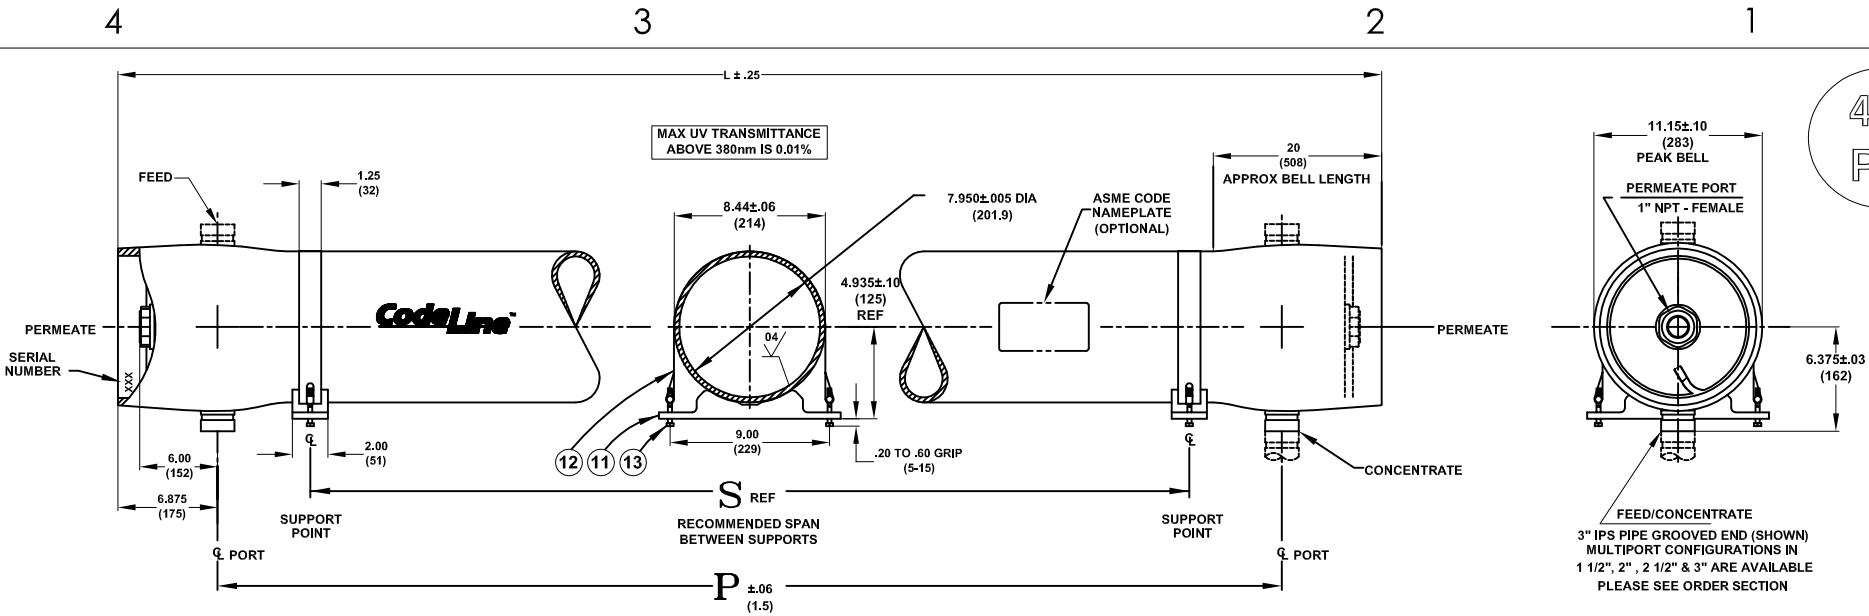 4 3 2 1
L ± .25
4
P
MAX UV TRANSMITTANCE
ABOVE 380nm IS 0.01%
FEED
1.25
(32)
8.44±.06
(214)
7.950±.005 DIA
(201.9)
ASME CODE
NAMEPLATE
(OPTIONAL)
20
(508)
APPROX BELL LENGTH
11.15±.10
(283)
PEAK BELL
PERMEATE PORT
1" NPT - FEMALE
4.935±.10
(125)
REF
CodeLine™
04
PERMEATE
PERMEATE
SERIAL
NUMBER
XXX
6.375±.03
(162)
6.00
(152)
6.875
(175)
℄
2.00
(51)
12 11 13
9.00
(229)
.20 TO .60 GRIP
(5-15)
℄
CONCENTRATE
S REF
RECOMMENDED SPAN
BETWEEN SUPPORTS
SUPPORT
POINT
SUPPORT
POINT
℄ PORT
℄ PORT
P ±.06
(1.5)
FEED/CONCENTRATE
3" IPS PIPE GROOVED END (SHOWN)
MULTIPORT CONFIGURATIONS IN
1 1/2", 2" , 2 1/2" & 3" ARE AVAILABLE
PLEASE SEE ORDER SECTION